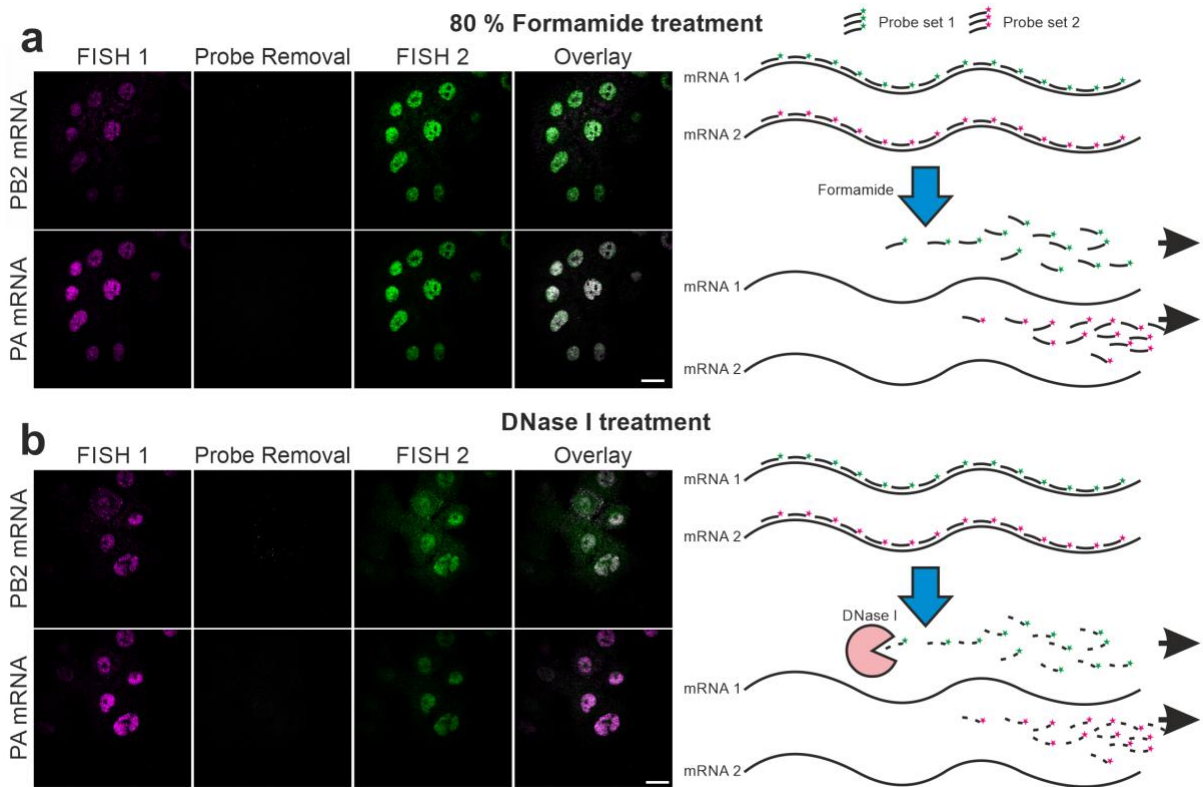 a
80 % Formamide treatment
FISH 1 Probe Removal FISH 2 Overlay
PB2 mRNA
PA mRNA
Probe set 1 Probe set 2
mRNA 1
mRNA 2
Formamide
mRNA 1
mRNA 2
b
DNase I treatment
FISH 1 Probe Removal FISH 2 Overlay
PB2 mRNA
PA mRNA
mRNA 1
mRNA 2
DNase I
mRNA 1
mRNA 2